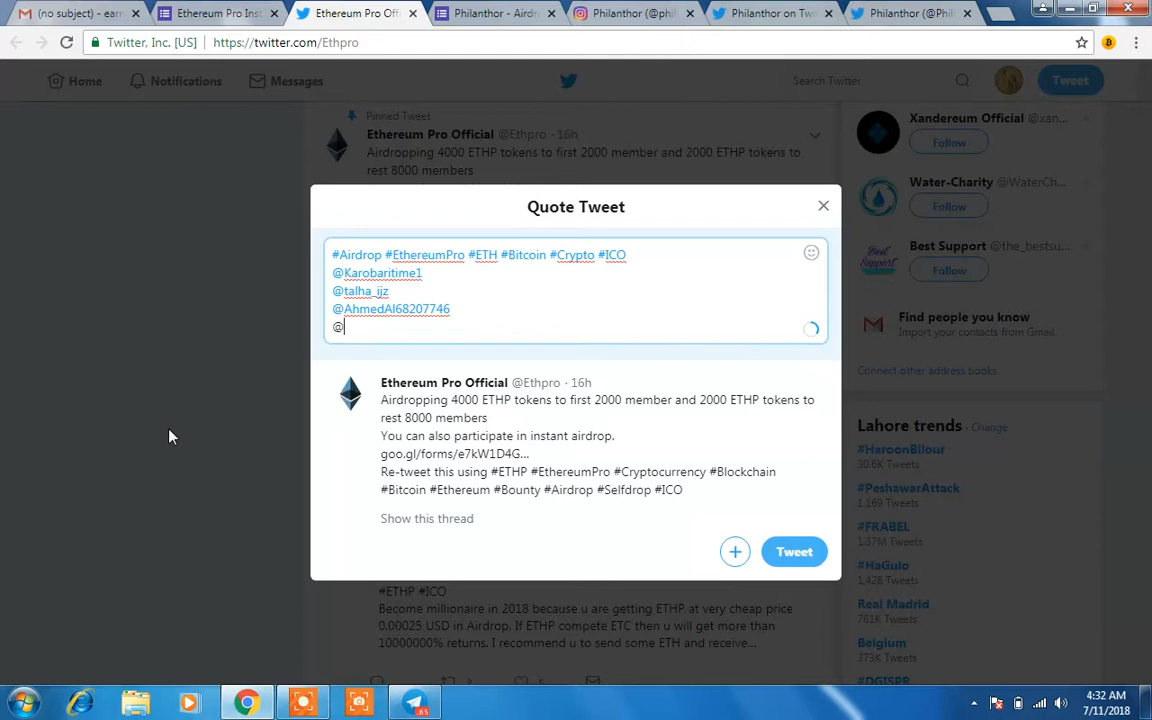 (no subject) - earn
Ethereum Pro Inst
Ethereum Pro Off
Philanthor - Airdr
Philanthor (@phil
Philanthor on Twi
Philanthor (@Phil
Twitter, Inc. [US]
https://twitter.com/Ethpro
Home
Notifications
Messages
Search Twitter
Tweet
Pinned Tweet
Ethereum Pro Official @Ethpro · 16h
Airdropping 4000 ETHP tokens to first 2000 member and 2000 ETHP tokens to
rest 8000 members
Quote Tweet
#Airdrop #EthereumPro #ETH #Bitcoin #Crypto #ICO
@Karobaritime1
@talha_ijz
@AhmedAl68207746
@
Ethereum Pro Official @Ethpro · 16h
Airdropping 4000 ETHP tokens to first 2000 member and 2000 ETHP tokens to
rest 8000 members
You can also participate in instant airdrop.
goo.gl/forms/e7kW1D4G...
Re-tweet this using #ETHP #EthereumPro #Cryptocurrency #Blockchain
#Bitcoin #Ethereum #Bounty #Airdrop #Selfdrop #ICO
Show this thread
Tweet
#ETHP #ICO
Become millionaire in 2018 because u are getting ETHP at very cheap price
0.00025 USD in Airdrop. If ETHP compete ETC then u will get more than
10000000% returns. I recommend u to send some ETH and receive...
Xandereum Official @xan...
Follow
Water-Charity @WaterCh...
Follow
Best Support @the_bestsu...
Follow
Find people you know
Import your contacts from Gmail
Connect other address books
Lahore trends · Change
#HaroonBilour
30.6K Tweets
#PeshawarAttack
1,169 Tweets
#FRABEL
1.37M Tweets
#HaGulo
1,426 Tweets
Real Madrid
781K Tweets
Belgium
373K Tweets
#DGISPR
65
4:32 AM
7/11/2018